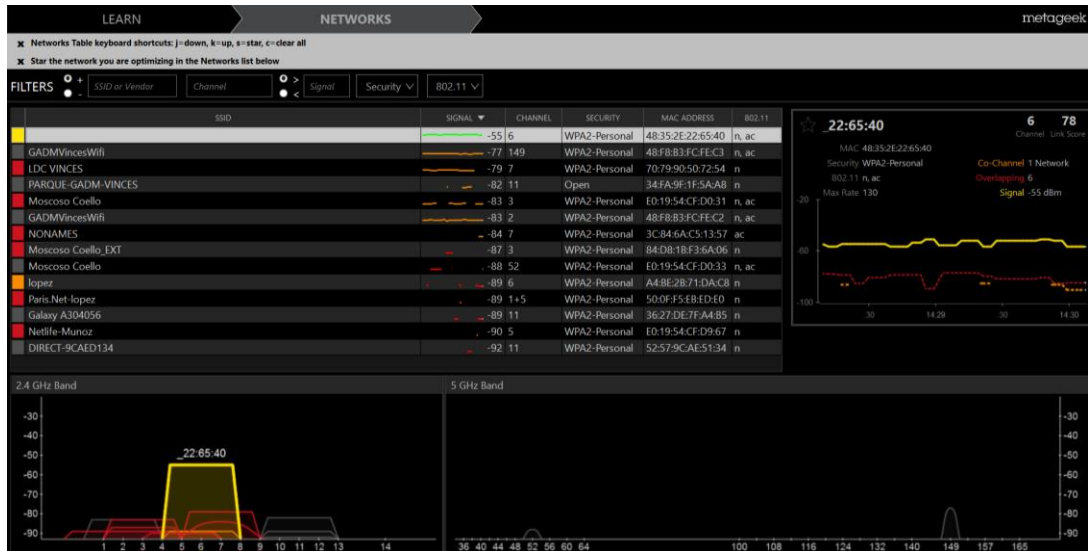 LEARN NETWORKS metageek
x Networks Table keyboard shortcuts: j=down, k=up, s=star, c=clear all
x Star the network you are optimizing in the Networks list below
FILTERS + - SSID or Vendor Channel > < Signal Security 802.11
SSID SIGNAL CHANNEL SECURITY MAC ADDRESS 802.11
-55 6 WPA2-Personal 48:35:2E:22:65:40 n, ac
GADMVincesWifi -77 149 WPA2-Personal 48:F8:B3:FC:FE:C3 n, ac
LDC VINCES -79 7 WPA2-Personal 70:79:90:50:72:54 n
PARQUE-GADM-VINCES -82 11 Open 34:FA:9F:1F:5A:A8 n
Moscoso Coello -83 3 WPA2-Personal E0:19:54:CF:D0:31 n, ac
GADMVincesWifi -83 2 WPA2-Personal 48:F8:B3:FC:FE:C2 n, ac
NONAMES -84 7 WPA2-Personal 3C:84:6A:C5:13:57 ac
Moscoso Coello_EXT -87 3 WPA2-Personal 84:D8:1B:F3:6A:06 n
Moscoso Coello -88 52 WPA2-Personal E0:19:54:CF:D0:33 n, ac
lopez -89 6 WPA2-Personal A4:BE:2B:71:DA:C8 n
Paris.Net-lopez -89 1+5 WPA2-Personal 50:0F:F5:EB:ED:E0 n
Galaxy A304056 -89 11 WPA2-Personal 36:27:DE:7F:A4:B5 n
Netlife-Munoz -90 5 WPA2-Personal E0:19:54:CF:D9:67 n
DIRECT-9CAED134 -92 11 WPA2-Personal 52:57:9C:AE:51:34 n
_22:65:40 6 78
Channel Link Score
MAC 48:35:2E:22:65:40
Security WPA2-Personal Co-Channel 1 Network
802.11 n, ac Overlapping 6
Max Rate 130 Signal -55 dBm
-20
-60
-100
30 14:29 30 14:30
2.4 GHz Band
-30
-40
-50
_22:65:40
-60
-70
-80
-90
1 2 3 4 5 6 7 8 9 10 11 12 13 14
5 GHz Band
-30
-40
-50
-60
-70
-80
-90
36 40 44 48 52 56 60 64 100 108 116 124 132 140 149 157 165